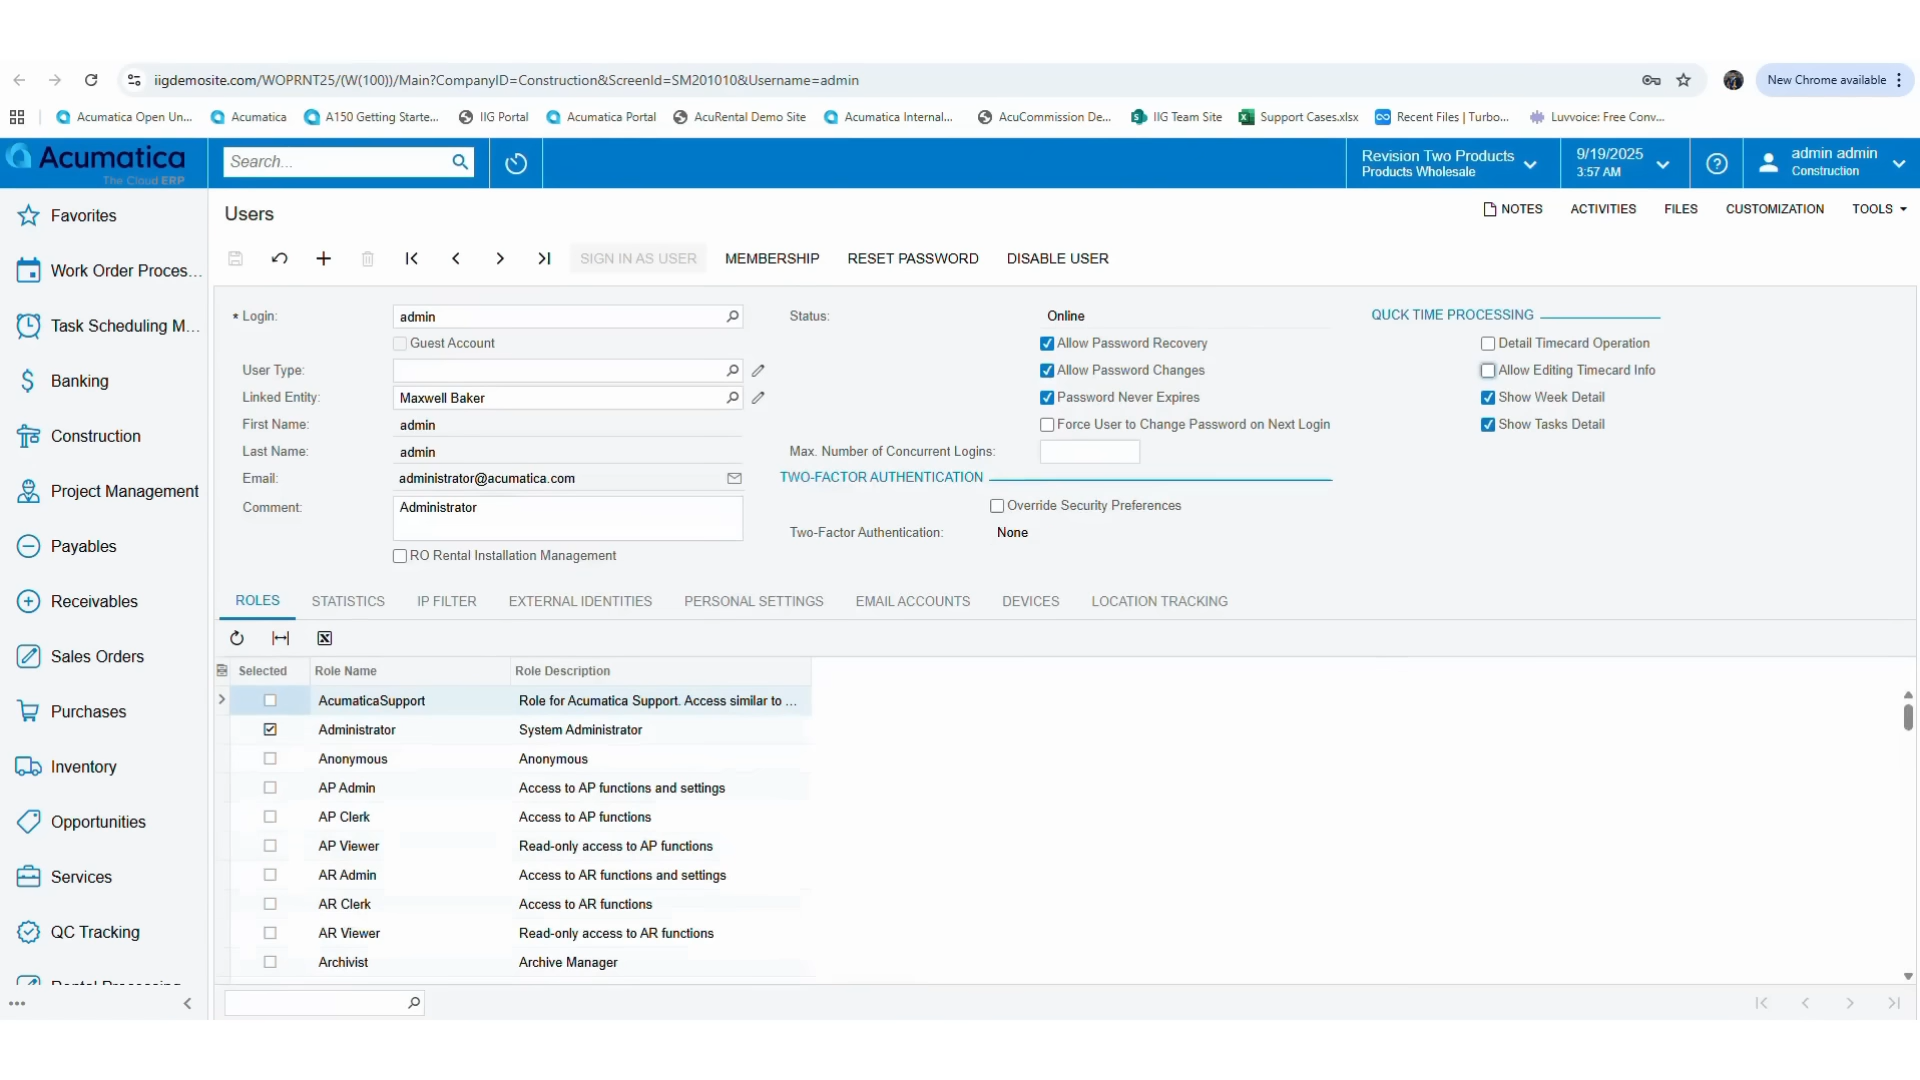 iigdemosite.com/WOPRNT25/(W(100))/Main?CompanyID=Construction&ScreenId=SM201010&Username=admin
New Chrome available
Acumatica Open Un...
Acumatica
A150 Getting Starte...
IIG Portal
Acumatica Portal
AcuRental Demo Site
Acumatica Internal...
AcuCommission De...
IIG Team Site
Support Cases.xlsx
Recent Files | Turbo...
Luvvoice: Free Conv...
Acumatica
The Cloud ERP
Search...
Revision Two Products
Products Wholesale
9/19/2025
3:57 AM
admin admin
Construction
Favorites
Work Order Proces...
Task Scheduling M...
Banking
Construction
Project Management
Payables
Receivables
Sales Orders
Purchases
Inventory
Opportunities
Services
QC Tracking
Rental Processing
Users
NOTES
ACTIVITIES
FILES
CUSTOMIZATION
TOOLS
SIGN IN AS USER
MEMBERSHIP
RESET PASSWORD
DISABLE USER
* Login:
admin
Guest Account
User Type:
Linked Entity:
Maxwell Baker
First Name:
admin
Last Name:
admin
Email:
administrator@acumatica.com
Comment:
Administrator
RO Rental Installation Management
Status:
Online
Allow Password Recovery
Allow Password Changes
Password Never Expires
Force User to Change Password on Next Login
Max. Number of Concurrent Logins:
TWO-FACTOR AUTHENTICATION
Override Security Preferences
Two-Factor Authentication:
None
QUCK TIME PROCESSING
Detail Timecard Operation
Allow Editing Timecard Info
Show Week Detail
Show Tasks Detail
ROLES
STATISTICS
IP FILTER
EXTERNAL IDENTITIES
PERSONAL SETTINGS
EMAIL ACCOUNTS
DEVICES
LOCATION TRACKING
Selected
Role Name
Role Description
AcumaticaSupport
Role for Acumatica Support. Access similar to ...
Administrator
System Administrator
Anonymous
Anonymous
AP Admin
Access to AP functions and settings
AP Clerk
Access to AP functions
AP Viewer
Read-only access to AP functions
AR Admin
Access to AR functions and settings
AR Clerk
Access to AR functions
AR Viewer
Read-only access to AR functions
Archivist
Archive Manager